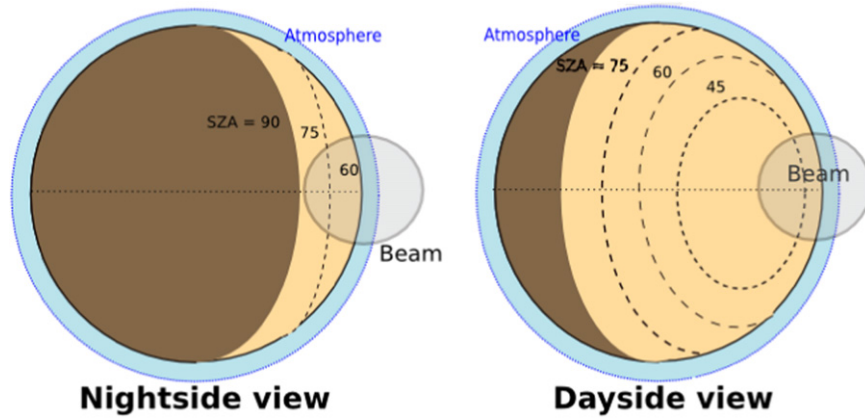 Atmosphere
SZA = 90
75
60
Beam
Nightside view
Atmosphere
SZA = 75
60
45
Beam
Dayside view